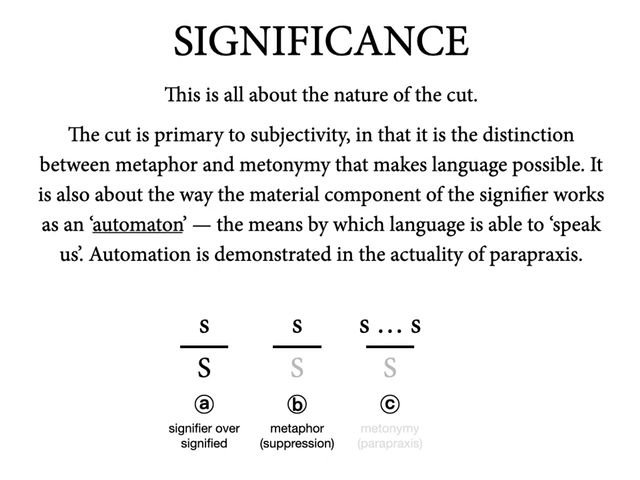 SIGNIFICANCE
This is all about the nature of the cut.
The cut is primary to subjectivity, in that it is the distinction
between metaphor and metonymy that makes language possible. It
is also about the way the material component of the signifier works
as an ‘automaton’ — the means by which language is able to ‘speak
us’. Automation is demonstrated in the actuality of parapraxis.
s s s … s
S S S
ⓐ ⓑ ⓒ
signifier over metaphor metonymy
signified (suppression) (parapraxis)